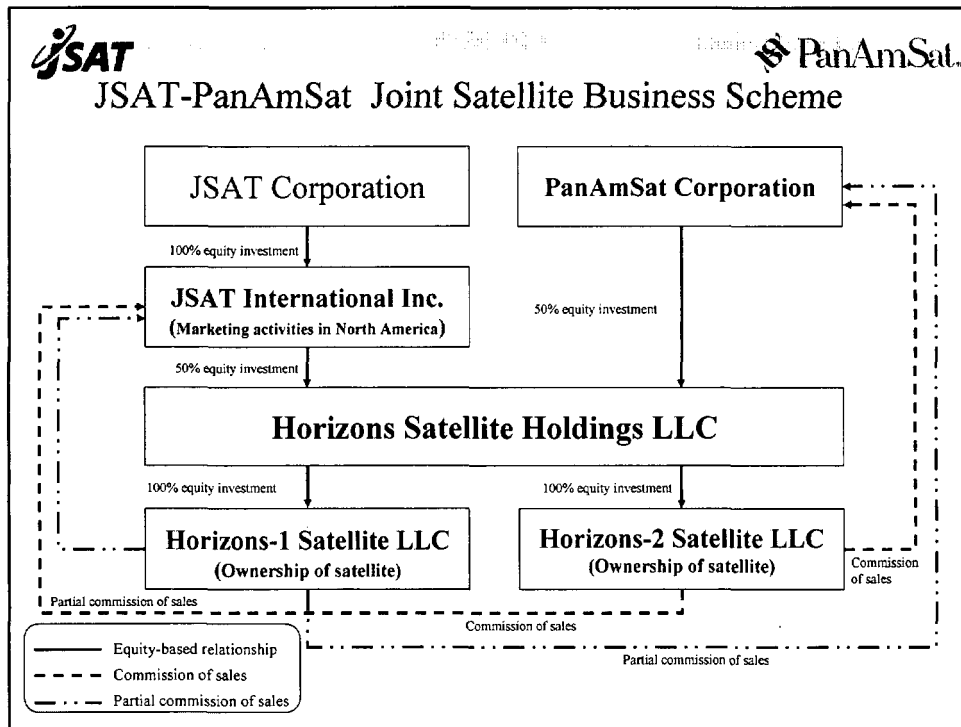 JSAT
PanAmSat
JSAT-PanAmSat Joint Satellite Business Scheme
JSAT Corporation
PanAmSat Corporation
100% equity investment
JSAT International Inc.
(Marketing activities in North America)
50% equity investment
50% equity investment
Horizons Satellite Holdings LLC
100% equity investment
100% equity investment
Horizons-1 Satellite LLC
(Ownership of satellite)
Horizons-2 Satellite LLC
(Ownership of satellite)
Commission
of sales
Partial commission of sales
Commission of sales
Partial commission of sales
Equity-based relationship
Commission of sales
Partial commission of sales